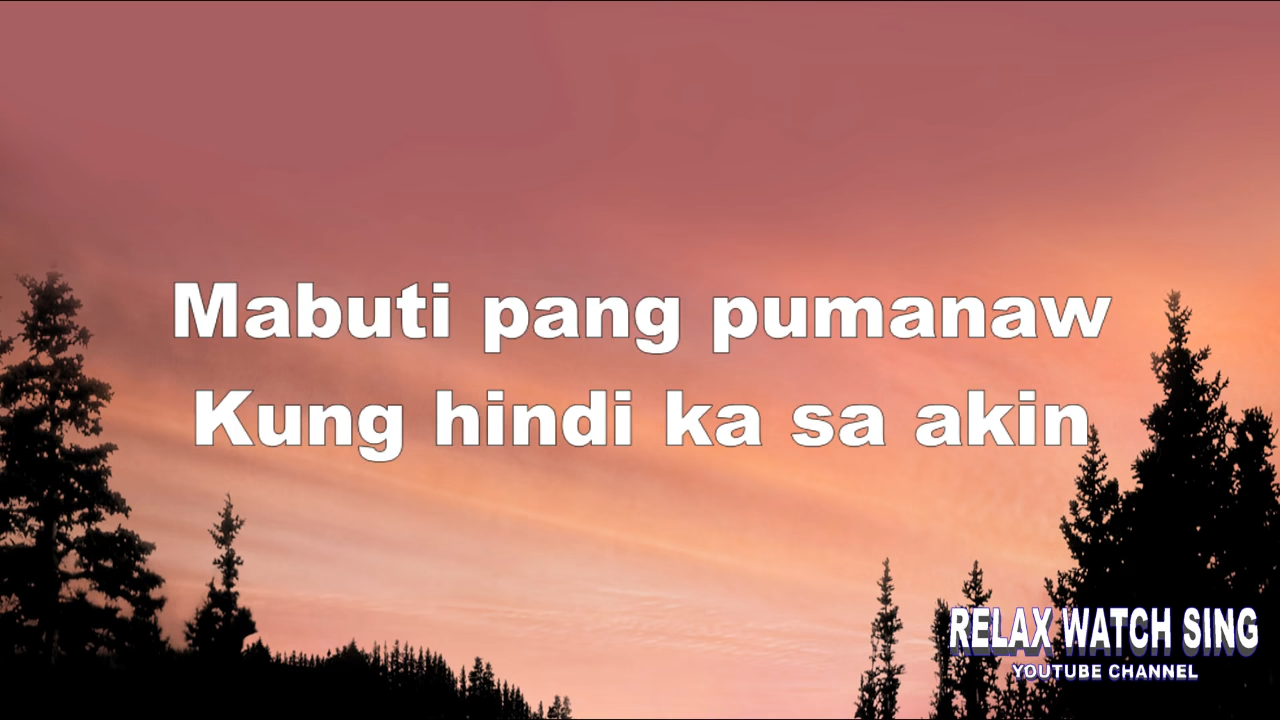 Mabuti pang pumanaw
Kung hindi ka sa akin
RELAX WATCH SING
YOUTUBE CHANNEL